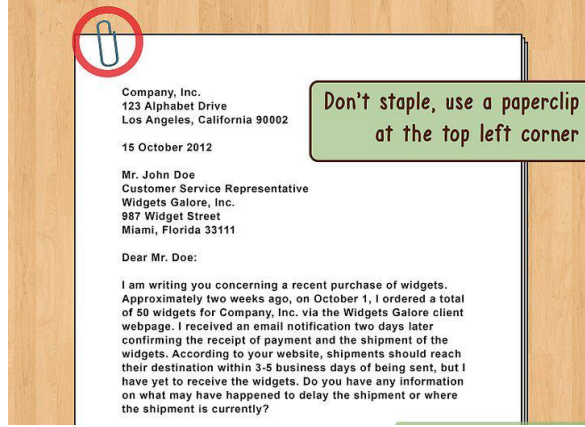 Company, Inc.
123 Alphabet Drive
Los Angeles, California 90002
Don't staple, use a paperclip
at the top left corner
15 October 2012
Mr. John Doe
Customer Service Representative
Widgets Galore, Inc.
987 Widget Street
Miami, Florida 33111
Dear Mr. Doe:
I am writing you concerning a recent purchase of widgets.
Approximately two weeks ago, on October 1, I ordered a total
of 50 widgets for Company, Inc. via the Widgets Galore client
webpage. I received an email notification two days later
confirming the receipt of payment and the shipment of the
widgets. According to your website, shipments should reach
their destination within 3-5 business days of being sent, but I
have yet to receive the widgets. Do you have any information
on what may have happened to delay the shipment or where
the shipment is currently?